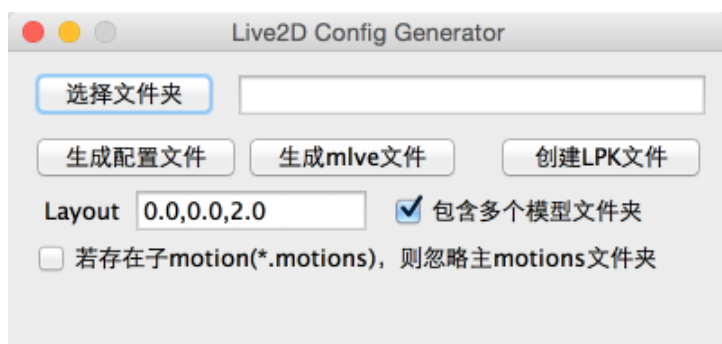 Live2D Config Generator
选择文件夹
生成配置文件 生成mlve文件 创建LPK文件
Layout 0.0,0.0,2.0 包含多个模型文件夹
若存在子motion(*.motions)，则忽略主motions文件夹